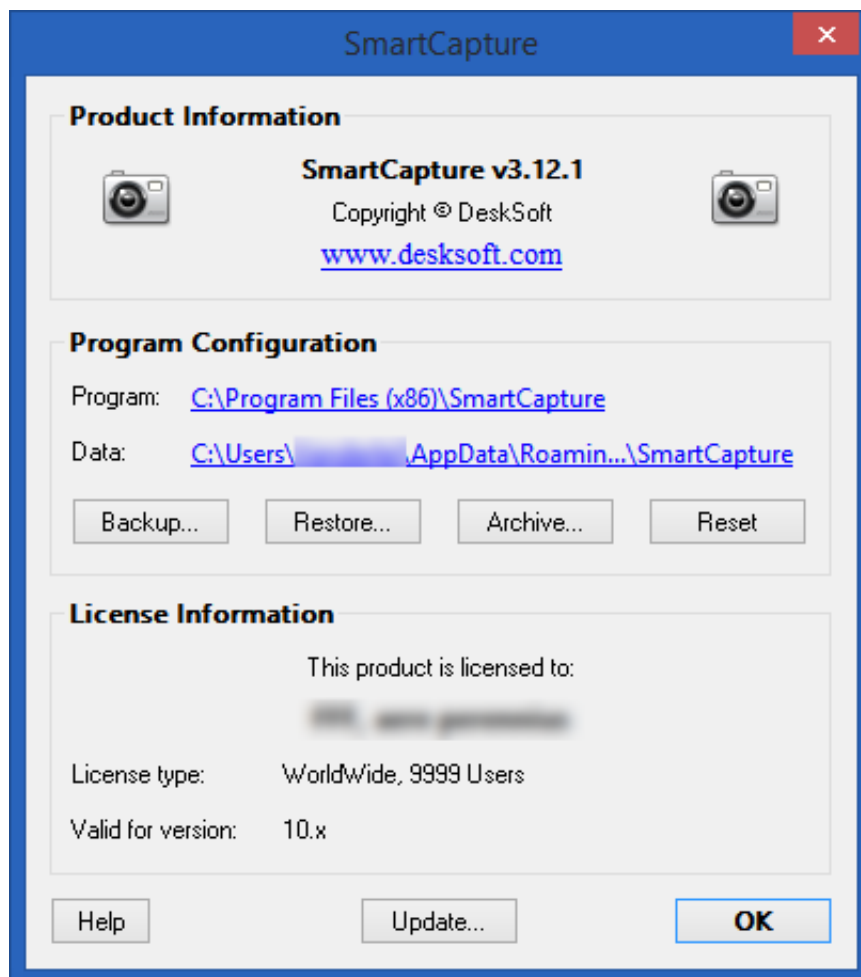 SmartCapture
Product Information
SmartCapture v3.12.1
Copyright © DeskSoft
www.desksoft.com
Program Configuration
Program: C:\Program Files (x86)\SmartCapture
Data: C:\Users\ \AppData\Roamin...\SmartCapture
Backup... Restore... Archive... Reset
License Information
This product is licensed to:
License type: WorldWide, 9999 Users
Valid for version: 10.x
Help Update... OK